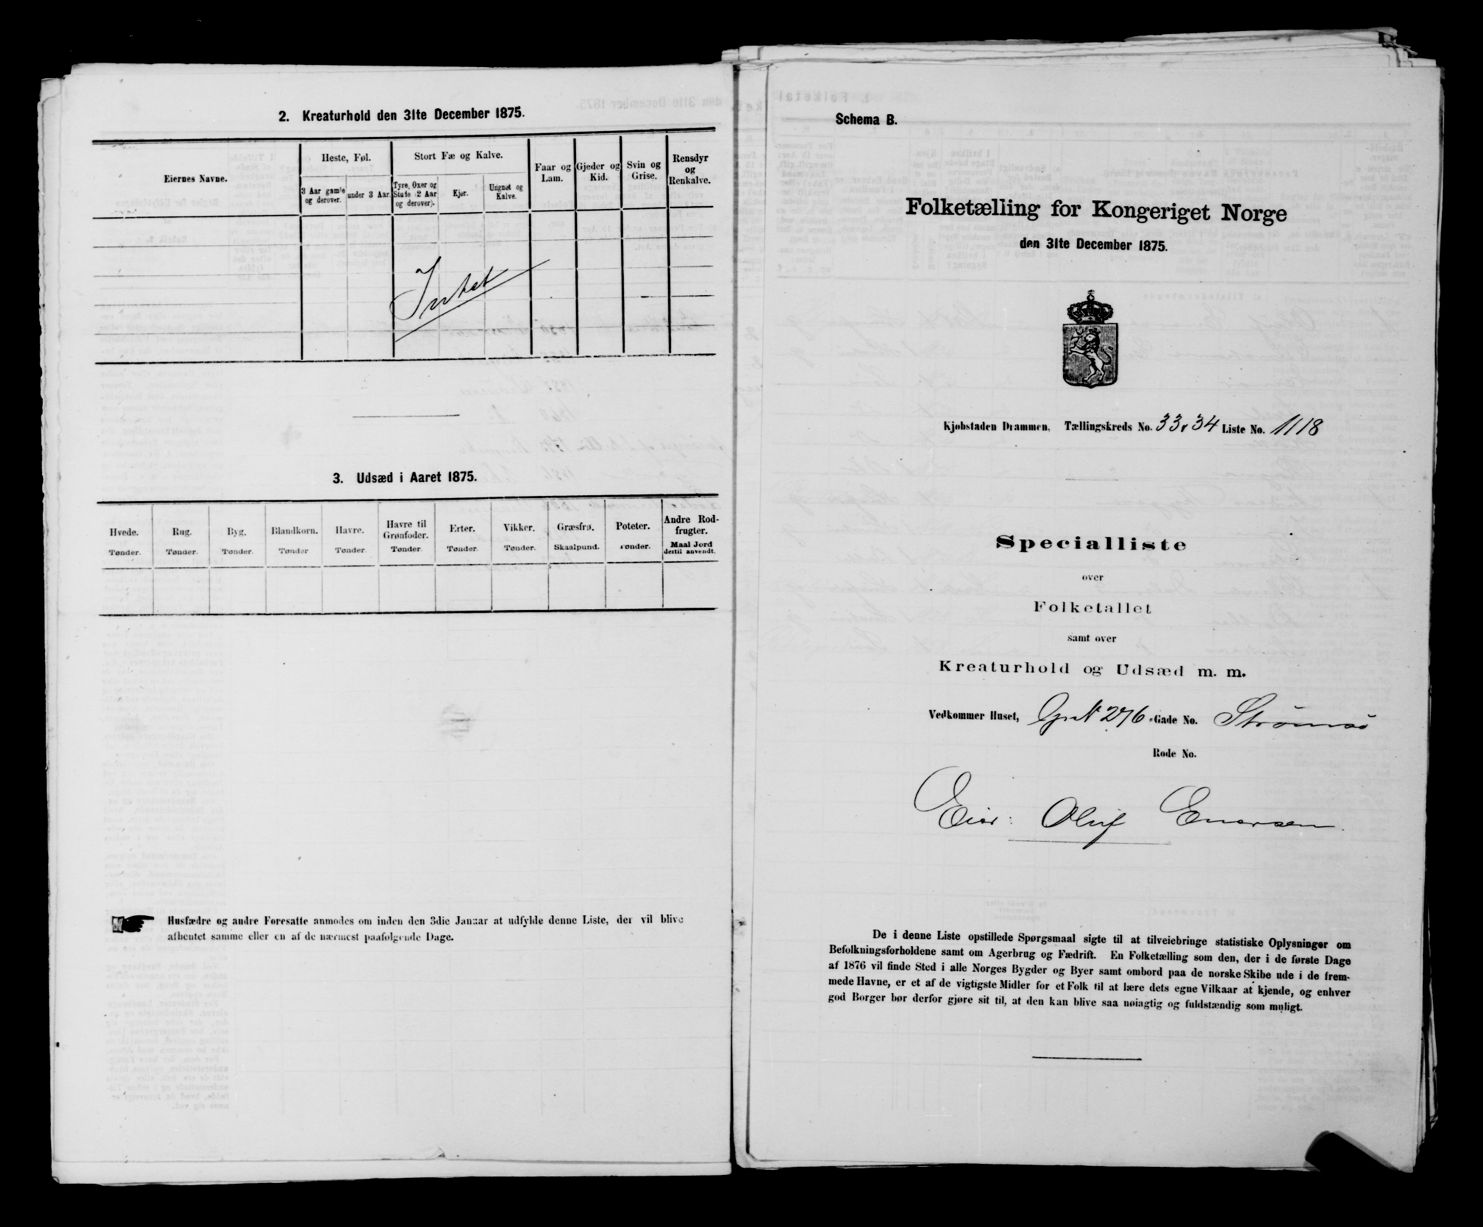 2. Kreaturhold den 31te December 1875.
Eiernes Navne.
Heste, Føl.
Stort Fæ og Kalve.
Faar og Lam.
Gjeder og Kid.
Svin og Grise.
Rensdyr og Renkalve.
3 Aar gamle og derover.
under 3 Aar.
Tyre, Oxer og Stude (2 Aar og derover).
Kjør.
Ungnøt og Kalve.
Intet
3. Udsæd i Aaret 1875.
Hvede. Rug. Byg. Blandkorn. Havre. Havre til Grønfoder. Erter. Vikker. Græsfrø. Poteter. Andre Rodfrugter.
Tønder. Tønder. Tønder. Tønder Tønder. Tønder. Tønder. Tønder. Skaalpund. Tønder. Maal Jord dertil anvendt.
Husfædre og andre Foresatte anmodes om inden den 3die Januar at udfylde denne Liste, der vil blive
afhentet samme eller en af de nærmest paafølgende Dage.
Schema B.
Folketælling for Kongeriget Norge
den 31te December 1875.
Kjøbstaden Drammen. Tællingskreds No. 33 & 34 Liste No. 1118
Specialliste
over
Folketallet
samt over
Kreaturhold og Udsæd m. m.
Vedkommer Huset, Gr. N 276 Gade No. Strømsø
Rode No.
Eier: Oluf Enersen
De i denne Liste opstillede Spørgsmaal sigte til at tilveiebringe statistiske Oplysninger om
Befolkningsforholdene samt om Agerbrug og Fædrift. En Folketælling som den, der i de første Dage
af 1876 vil finde Sted i alle Norges Bygder og Byer samt ombord paa de norske Skibe ude i de frem-
mede Havne, er et af de vigtigste Midler for et Folk til at lære dets egne Vilkaar at kjende, og enhver
god Borger bør derfor gjøre sit til, at den kan blive saa nøiagtig og fuldstændig som muligt.